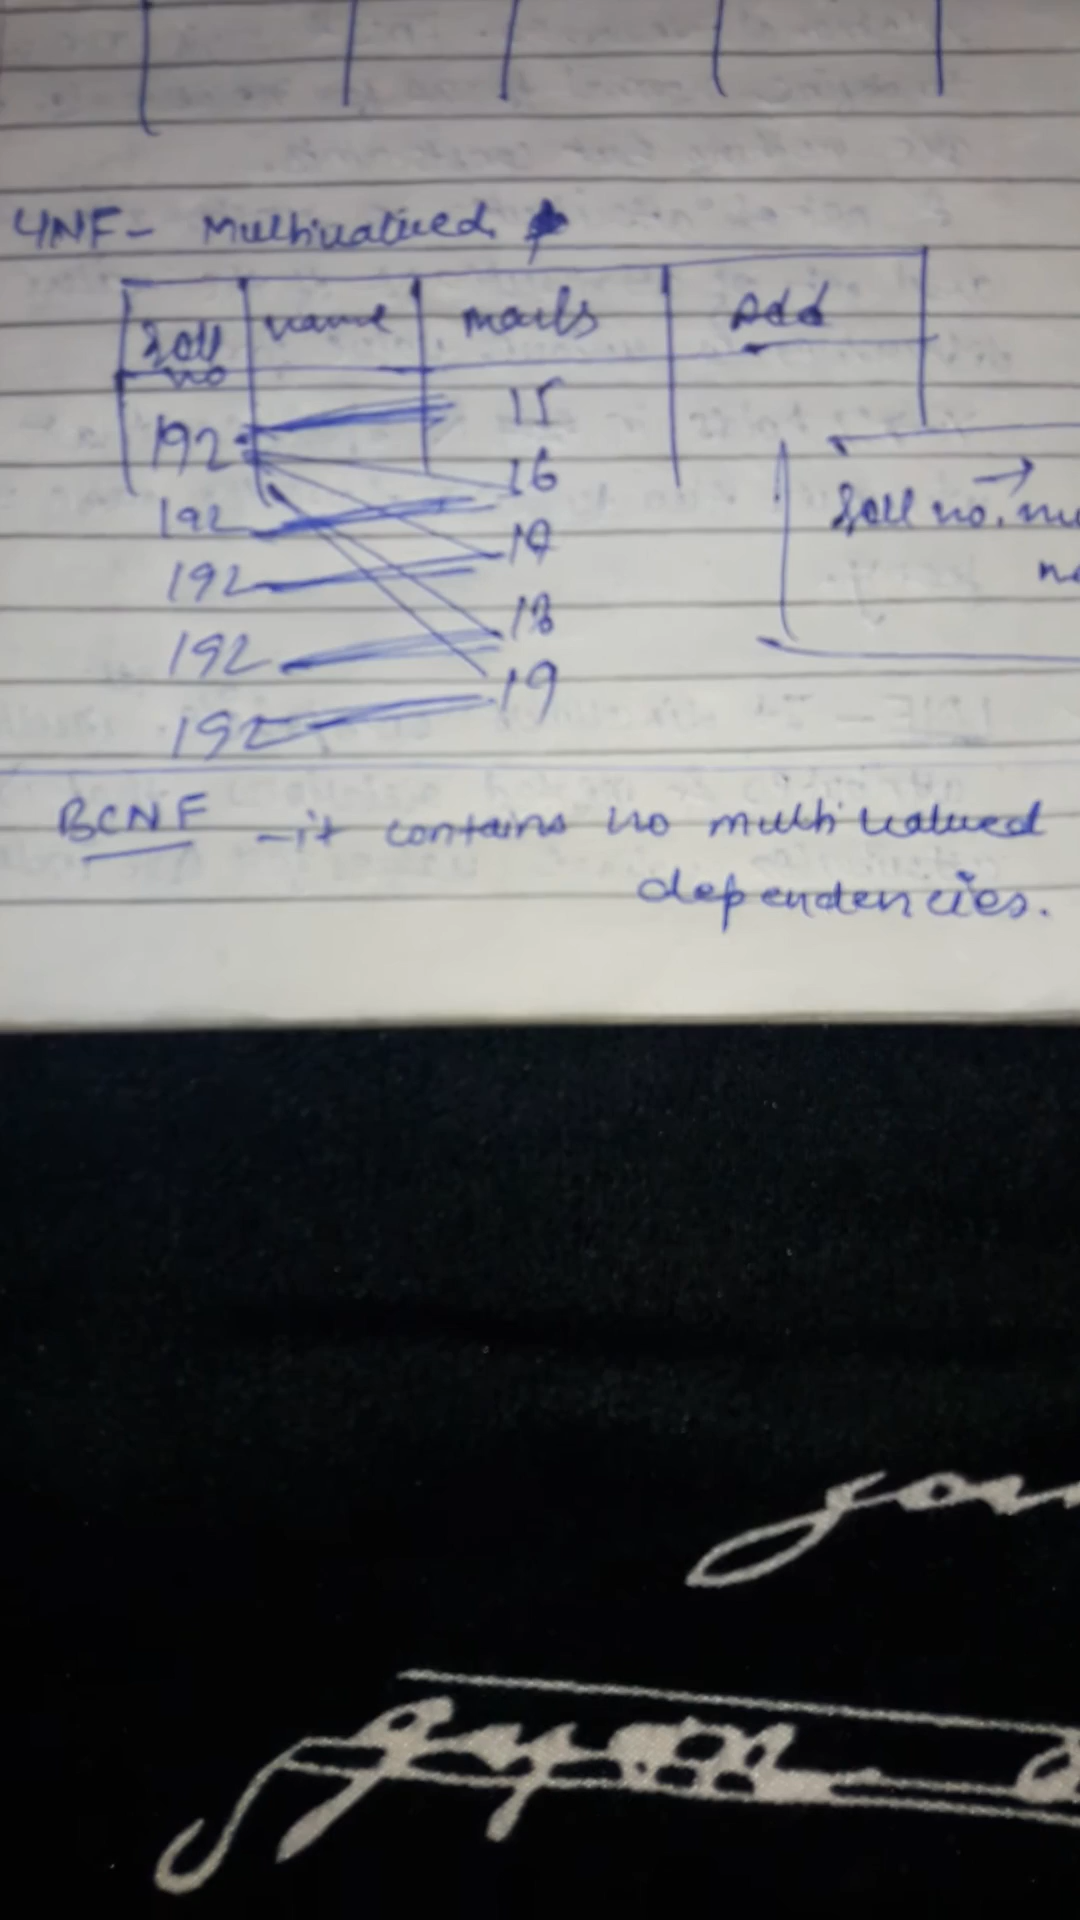 4NF- Multivalued
Roll no name marks Add
192 15
192 16
192 17
192 18
192 19
Roll no.
BCNF - it contains no multivalued
dependencies.